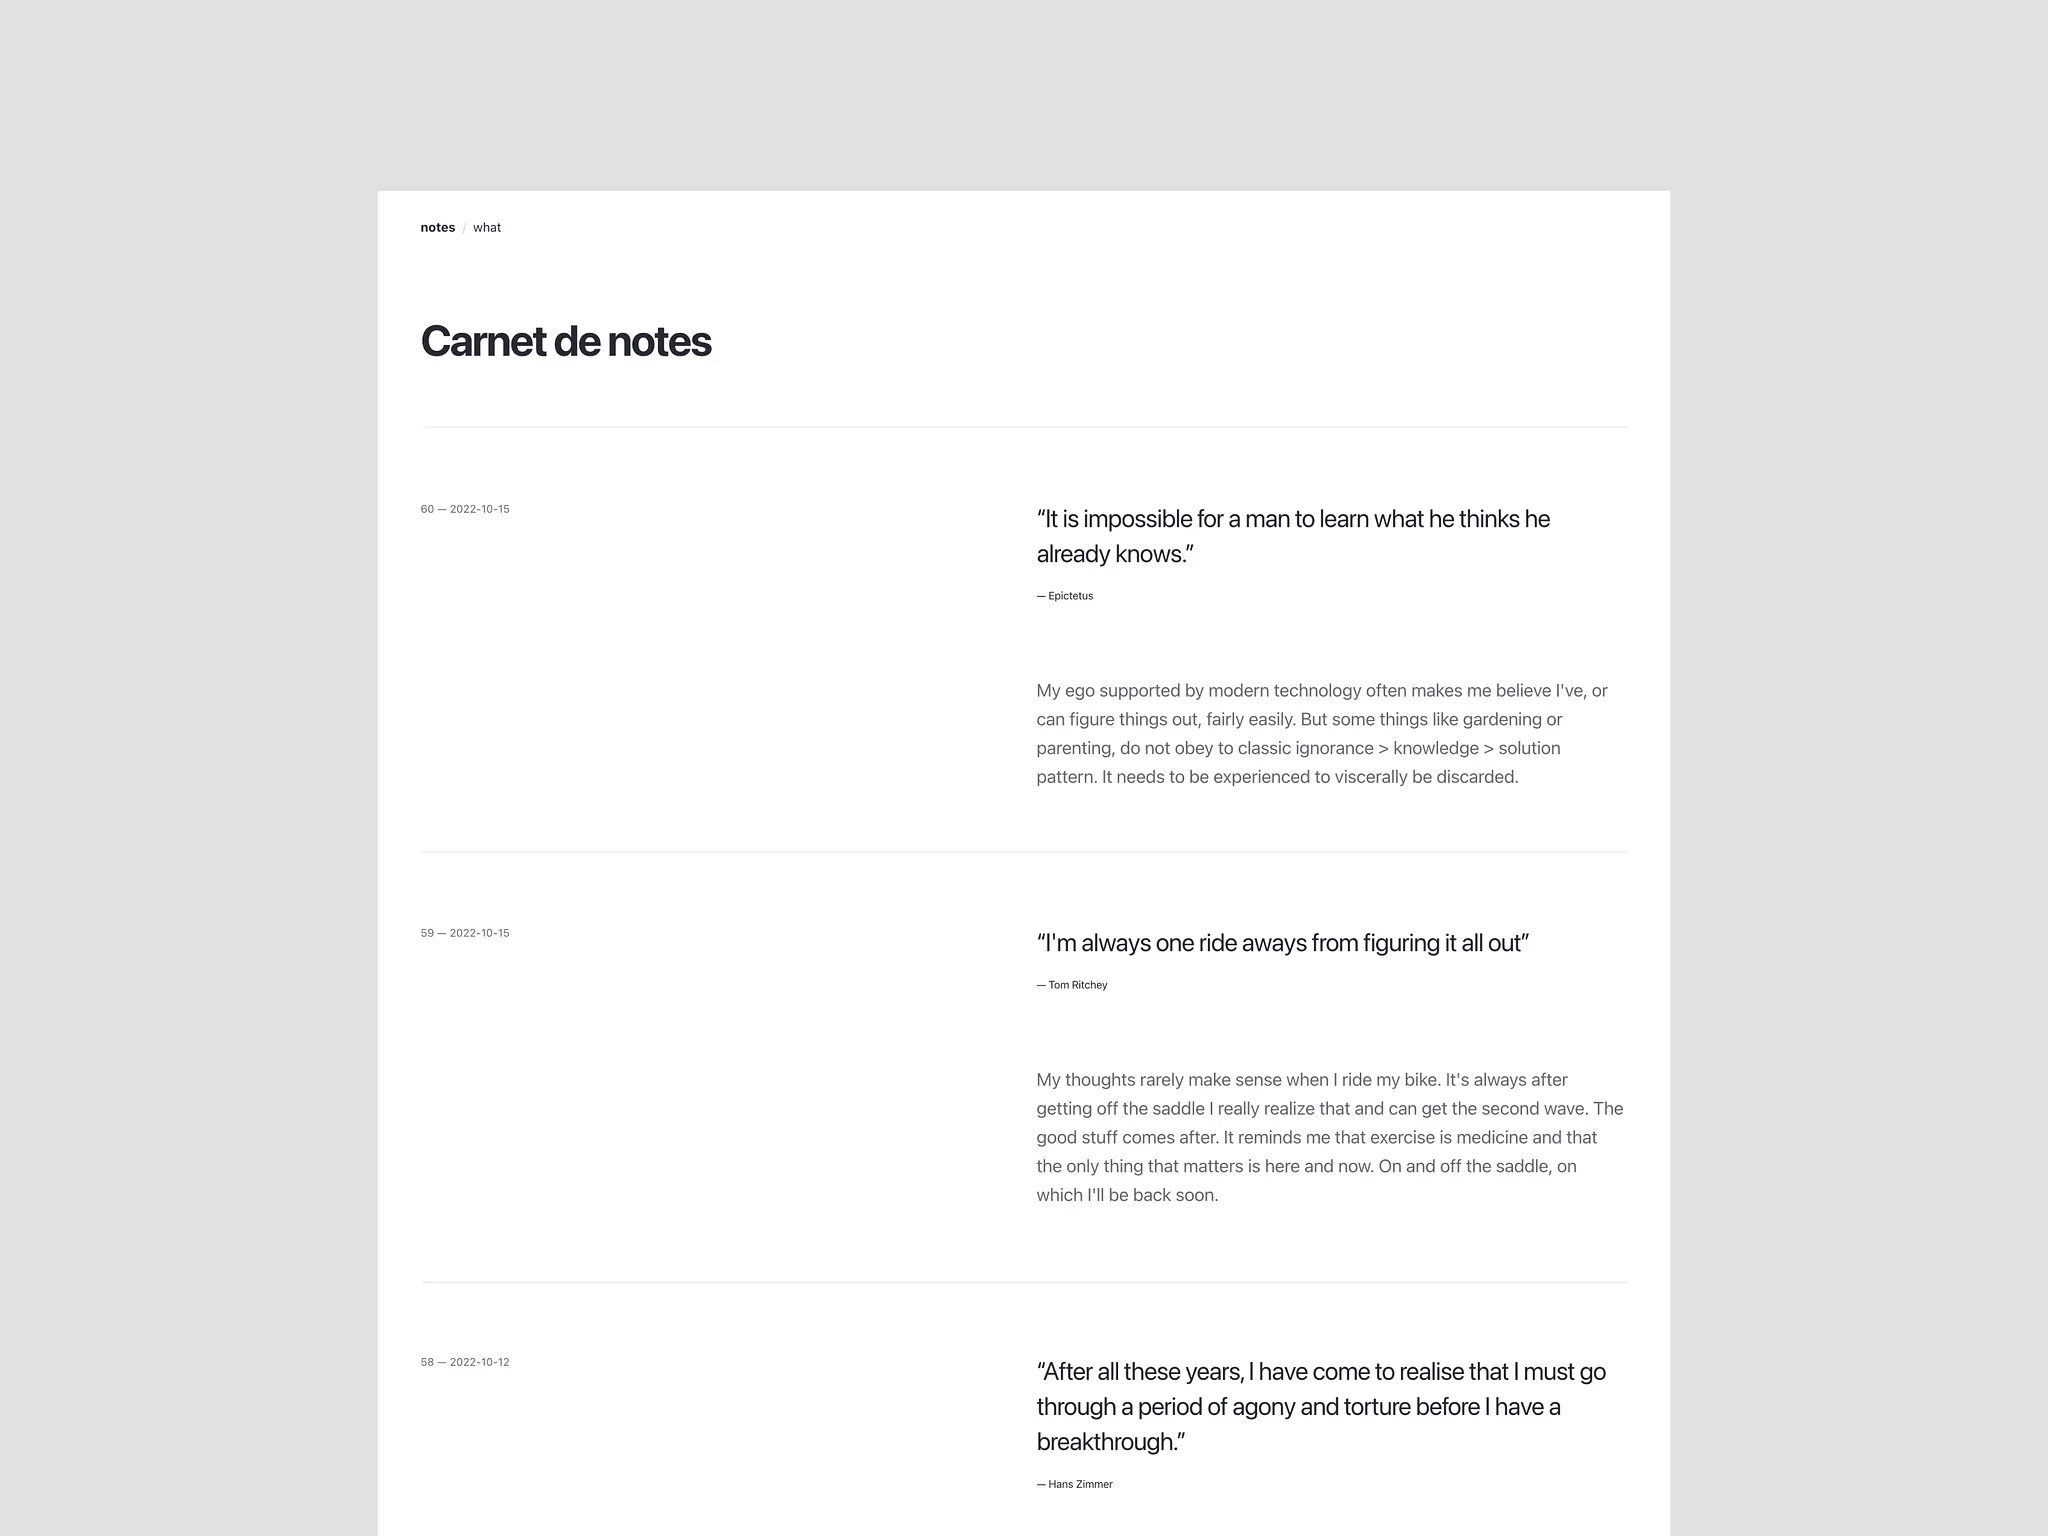 notes / what
Carnet de notes
60 — 2022-10-15
“It is impossible for a man to learn what he thinks he
already knows.”
— Epictetus
My ego supported by modern technology often makes me believe I've, or
can figure things out, fairly easily. But some things like gardening or
parenting, do not obey to classic ignorance > knowledge > solution
pattern. It needs to be experienced to viscerally be discarded.
59 — 2022-10-15
“I'm always one ride aways from figuring it all out”
— Tom Ritchey
My thoughts rarely make sense when I ride my bike. It's always after
getting off the saddle I really realize that and can get the second wave. The
good stuff comes after. It reminds me that exercise is medicine and that
the only thing that matters is here and now. On and off the saddle, on
which I'll be back soon.
58 — 2022-10-12
“After all these years, I have come to realise that I must go
through a period of agony and torture before I have a
breakthrough.”
— Hans Zimmer